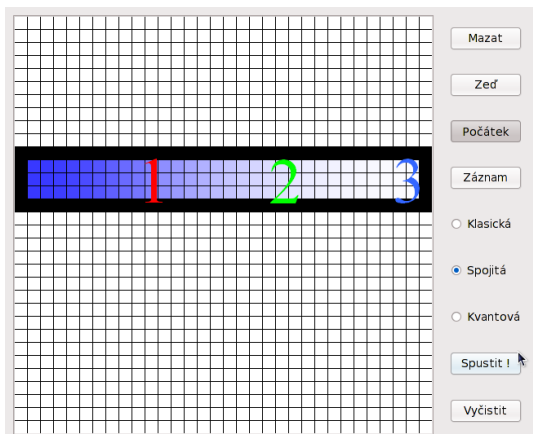 Mazat
Zeď
Počátek
1 2 3
Záznam
Klasická
Spojitá
Kvantová
Spustit !
Vyčistit